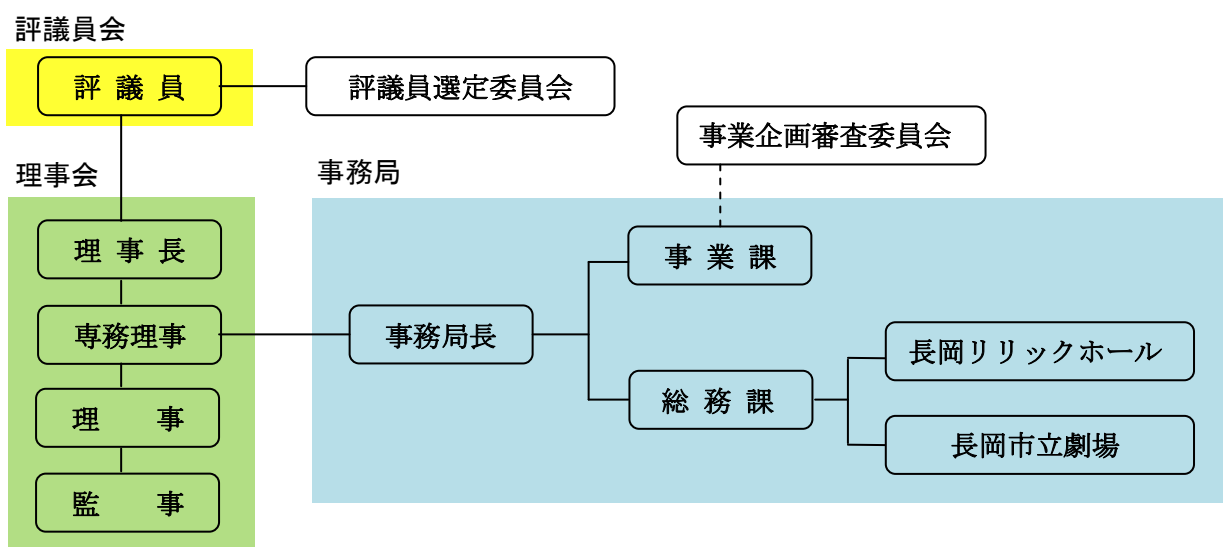 評議員会
評 議 員
評議員選定委員会
事業企画審査委員会
理事会
事務局
理 事 長
事 業 課
専務理事
事務局長
長岡リリックホール
理 事
総 務 課
長岡市立劇場
監 事